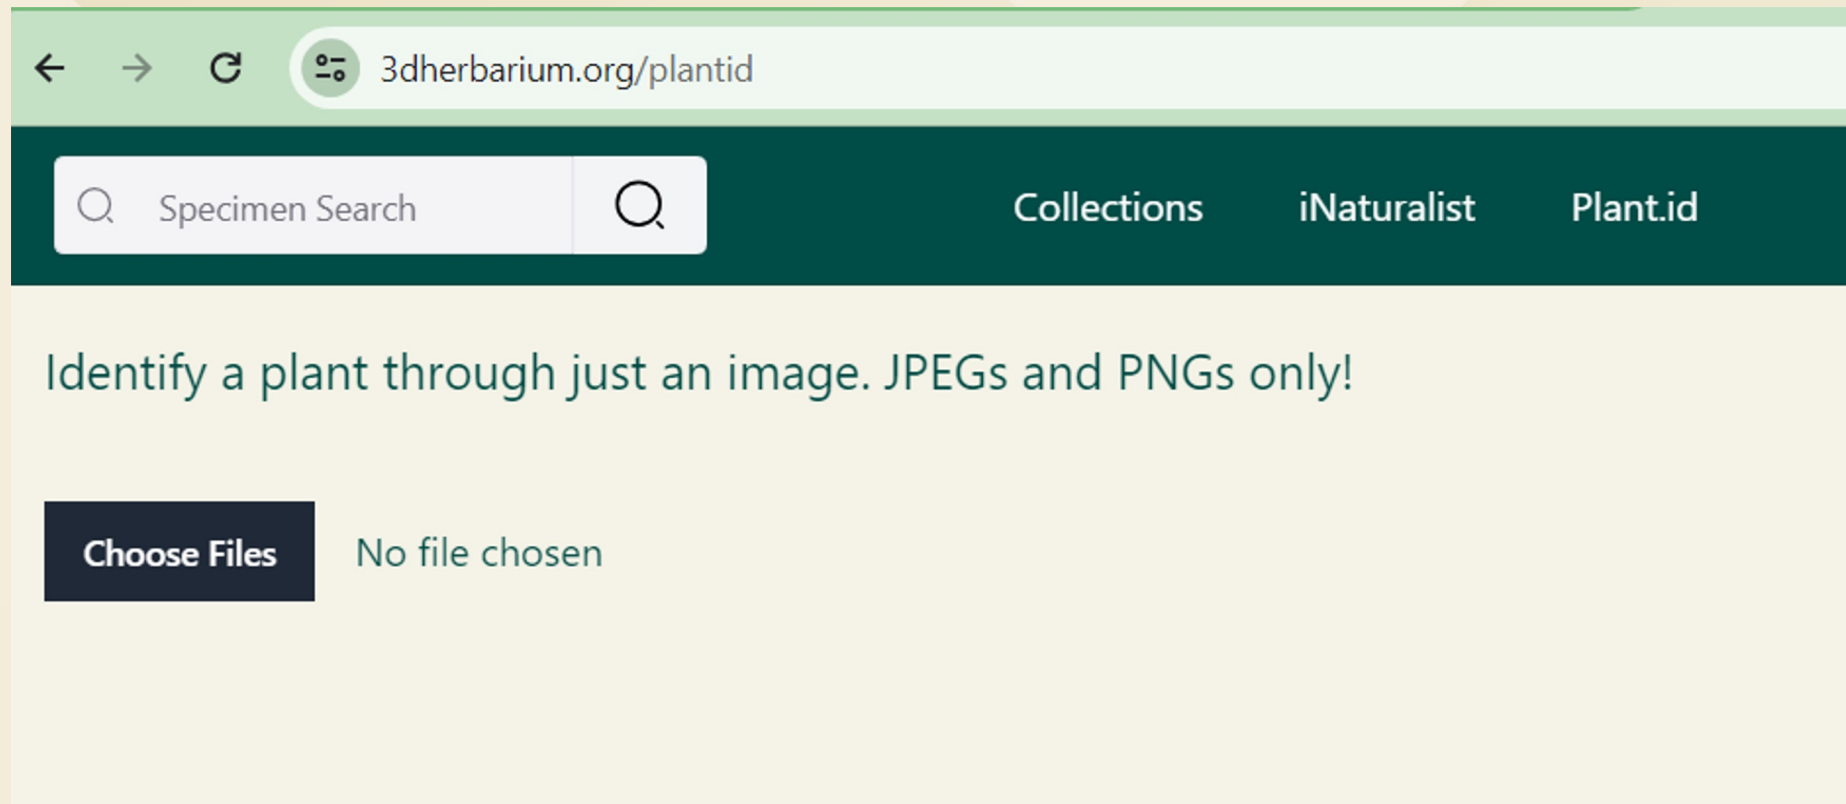 3dherbarium.org/plantid
Specimen Search
Collections iNaturalist Plant.id
Identify a plant through just an image. JPEGs and PNGs only!
Choose Files No file chosen